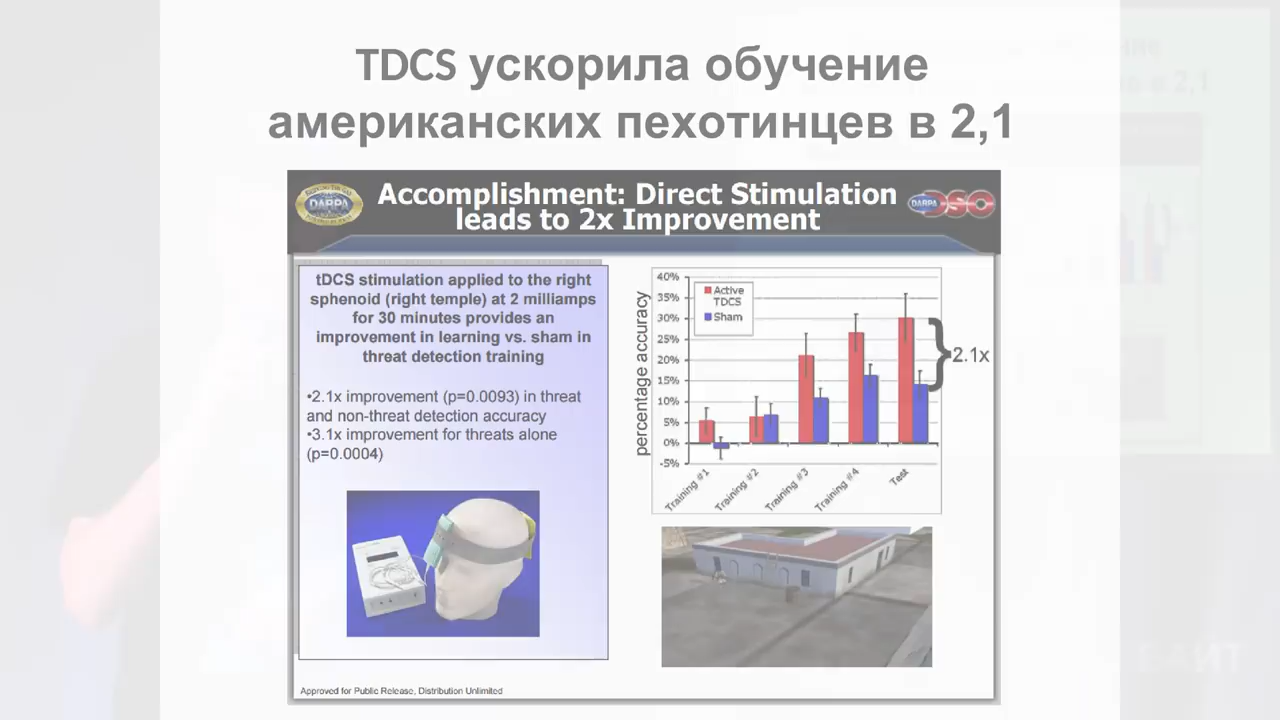 TDCS ускорила обучение
американских пехотинцев в 2,1
DARPA
Accomplishment: Direct Stimulation
leads to 2x Improvement
DARPA DSO
tDCS stimulation applied to the right
sphenoid (right temple) at 2 milliamps
for 30 minutes provides an
improvement in learning vs. sham in
threat detection training
•2.1x improvement (p=0.0093) in threat
and non-threat detection accuracy
•3.1x improvement for threats alone
(p=0.0004)
percentage accuracy
40%
35%
30%
25%
20%
15%
10%
5%
0%
-5%
Active
TDCS
Sham
2.1x
Training #1
Training #2
Training #3
Training #4
Test
Approved for Public Release, Distribution Unlimited